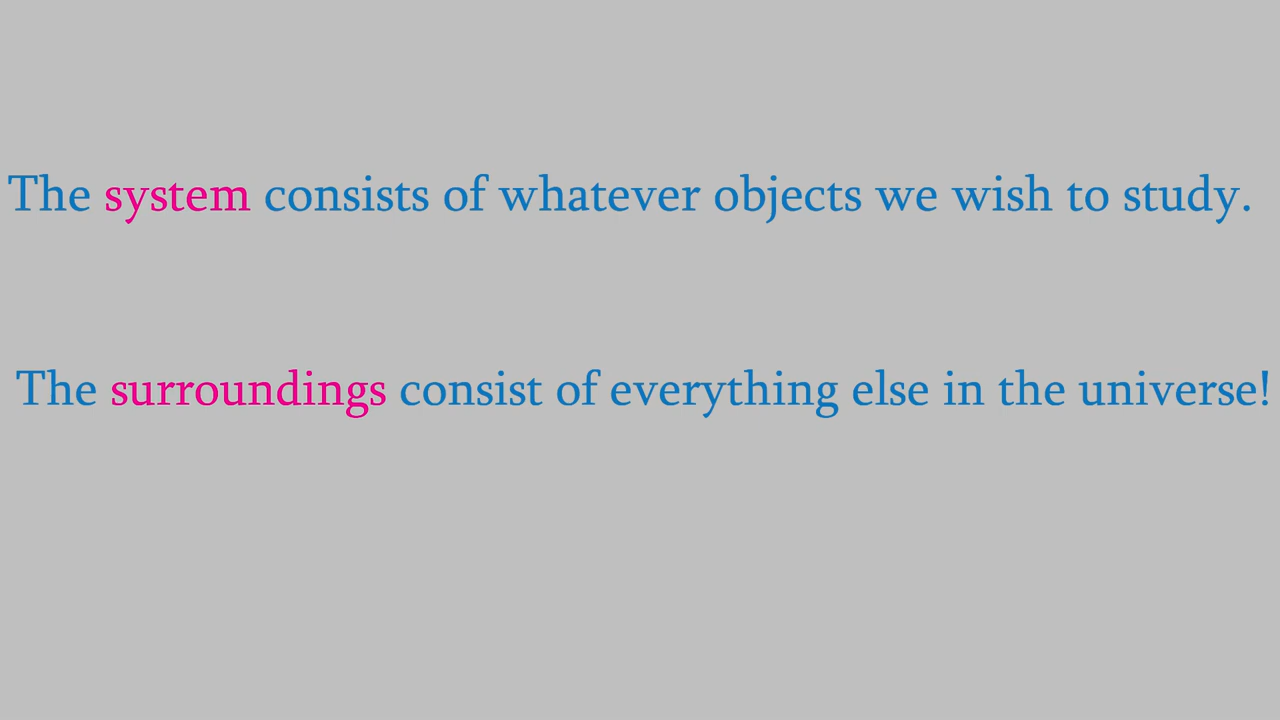 The system consists of whatever objects we wish to study.
The surroundings consist of everything else in the universe!